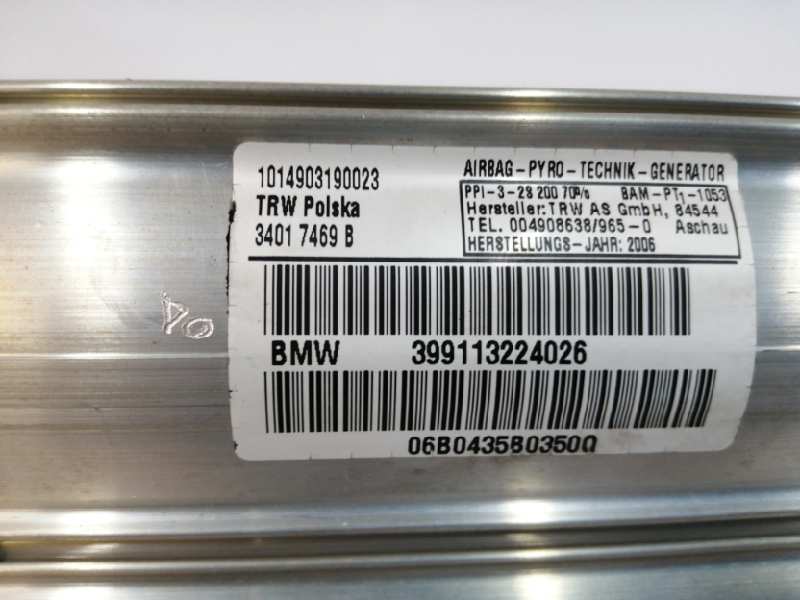 1014903190023
TRW Polska
3401 7469 B
AIRBAG-PYRO-TECHNIK-GENERATOR
PPI-3-28 200 70% BAM-PT1-1053
Hersteller: TRW AS GmbH, 84544
TEL. 004908638/965-0 Aschau
HERSTELLUNGS-JAHR: 2006
BMW 399113224026
06B0435B0350Q